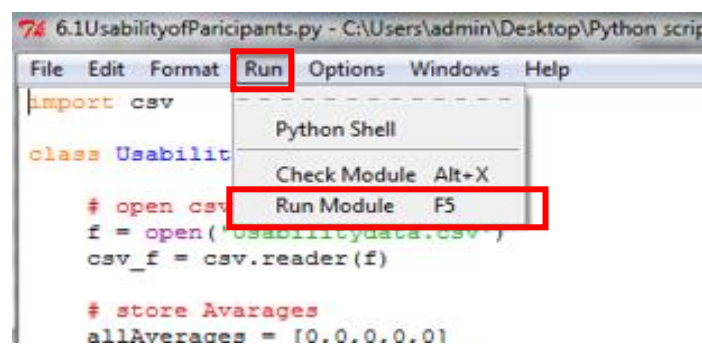 7% 6.1UsabilityofParicipants.py - C:\Users\admin\Desktop\Python scrip
File Edit Format Run Options Windows Help
import csv
Python Shell
class Usabilit
Check Module Alt+X
# open csv
Run Module F5
f = open('Usabilitydata.csv')
csv_f = csv.reader(f)
# store Avarages
allAverages = [0,0,0,0,0]